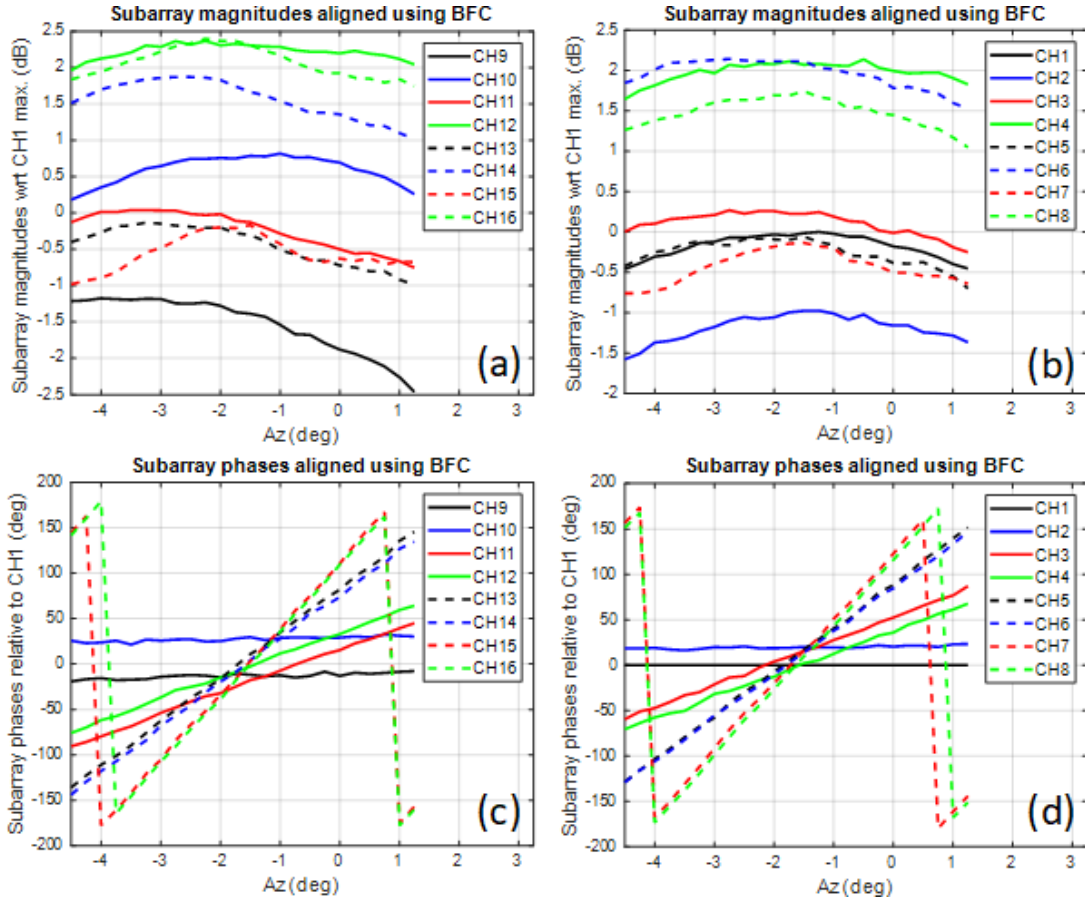 Subarray magnitudes aligned using BFC
Subarray magnitudes wrt CH1 max. (dB)
2.5
2
1.5
1
0.5
0
-0.5
-1
-1.5
-2
-2.5
CH9
CH10
CH11
CH12
CH13
CH14
CH15
CH16
(a)
-4 -3 -2 -1 0 1 2 3
Az (deg)
Subarray magnitudes aligned using BFC
Subarray magnitudes wrt CH1 max. (dB)
2.5
2
1.5
1
0.5
0
-0.5
-1
-1.5
-2
CH1
CH2
CH3
CH4
CH5
CH6
CH7
CH8
(b)
-4 -3 -2 -1 0 1 2 3
Az (deg)
Subarray phases aligned using BFC
Subarray phases relative to CH1 (deg)
200
150
100
50
0
-50
-100
-150
-200
CH9
CH10
CH11
CH12
CH13
CH14
CH15
CH16
(c)
-4 -3 -2 -1 0 1 2 3
Az (deg)
Subarray phases aligned using BFC
Subarray phases relative to CH1 (deg)
200
150
100
50
0
-50
-100
-150
-200
CH1
CH2
CH3
CH4
CH5
CH6
CH7
CH8
(d)
-4 -3 -2 -1 0 1 2 3
Az (deg)